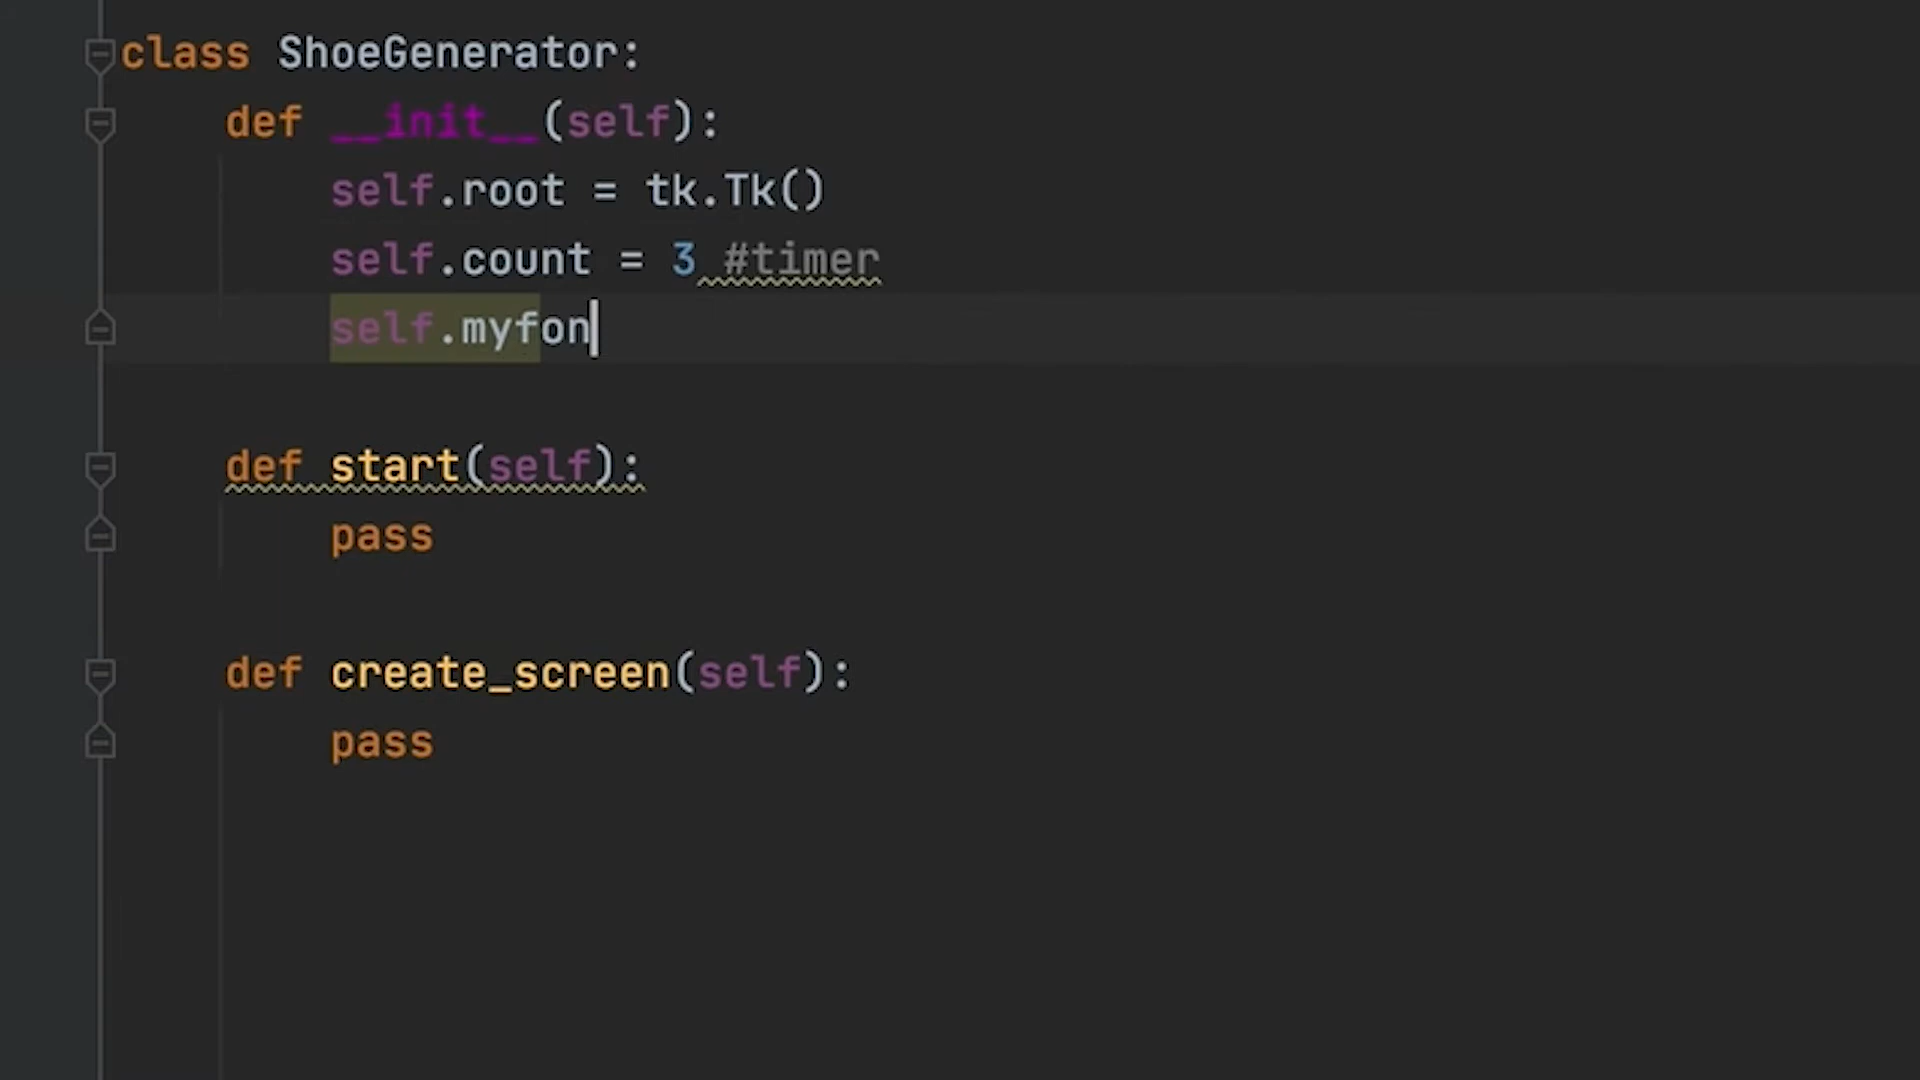 class ShoeGenerator:
def __init__(self):
self.root = tk.Tk()
self.count = 3 #timer
self.myfon
def start(self):
pass
def create_screen(self):
pass